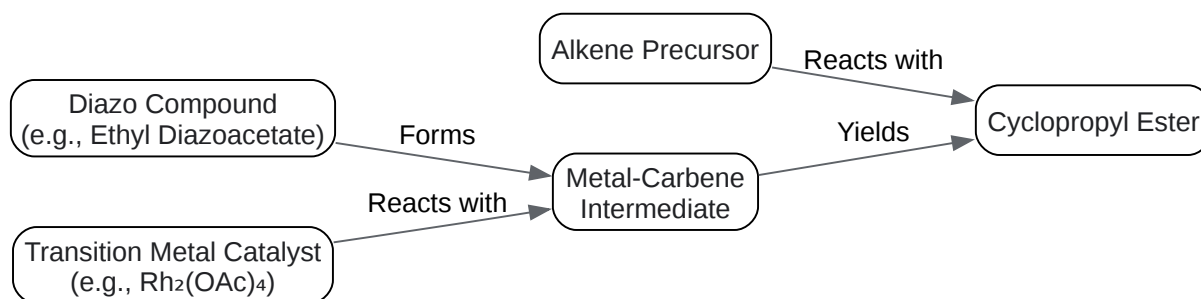 Alkene Precursor
Reacts with
Diazo Compound
(e.g., Ethyl Diazoacetate)
Forms
Yields
Cyclopropyl Ester
Metal-Carbene
Intermediate
Reacts with
Transition Metal Catalyst
(e.g., Rh₂(OAc)₄)